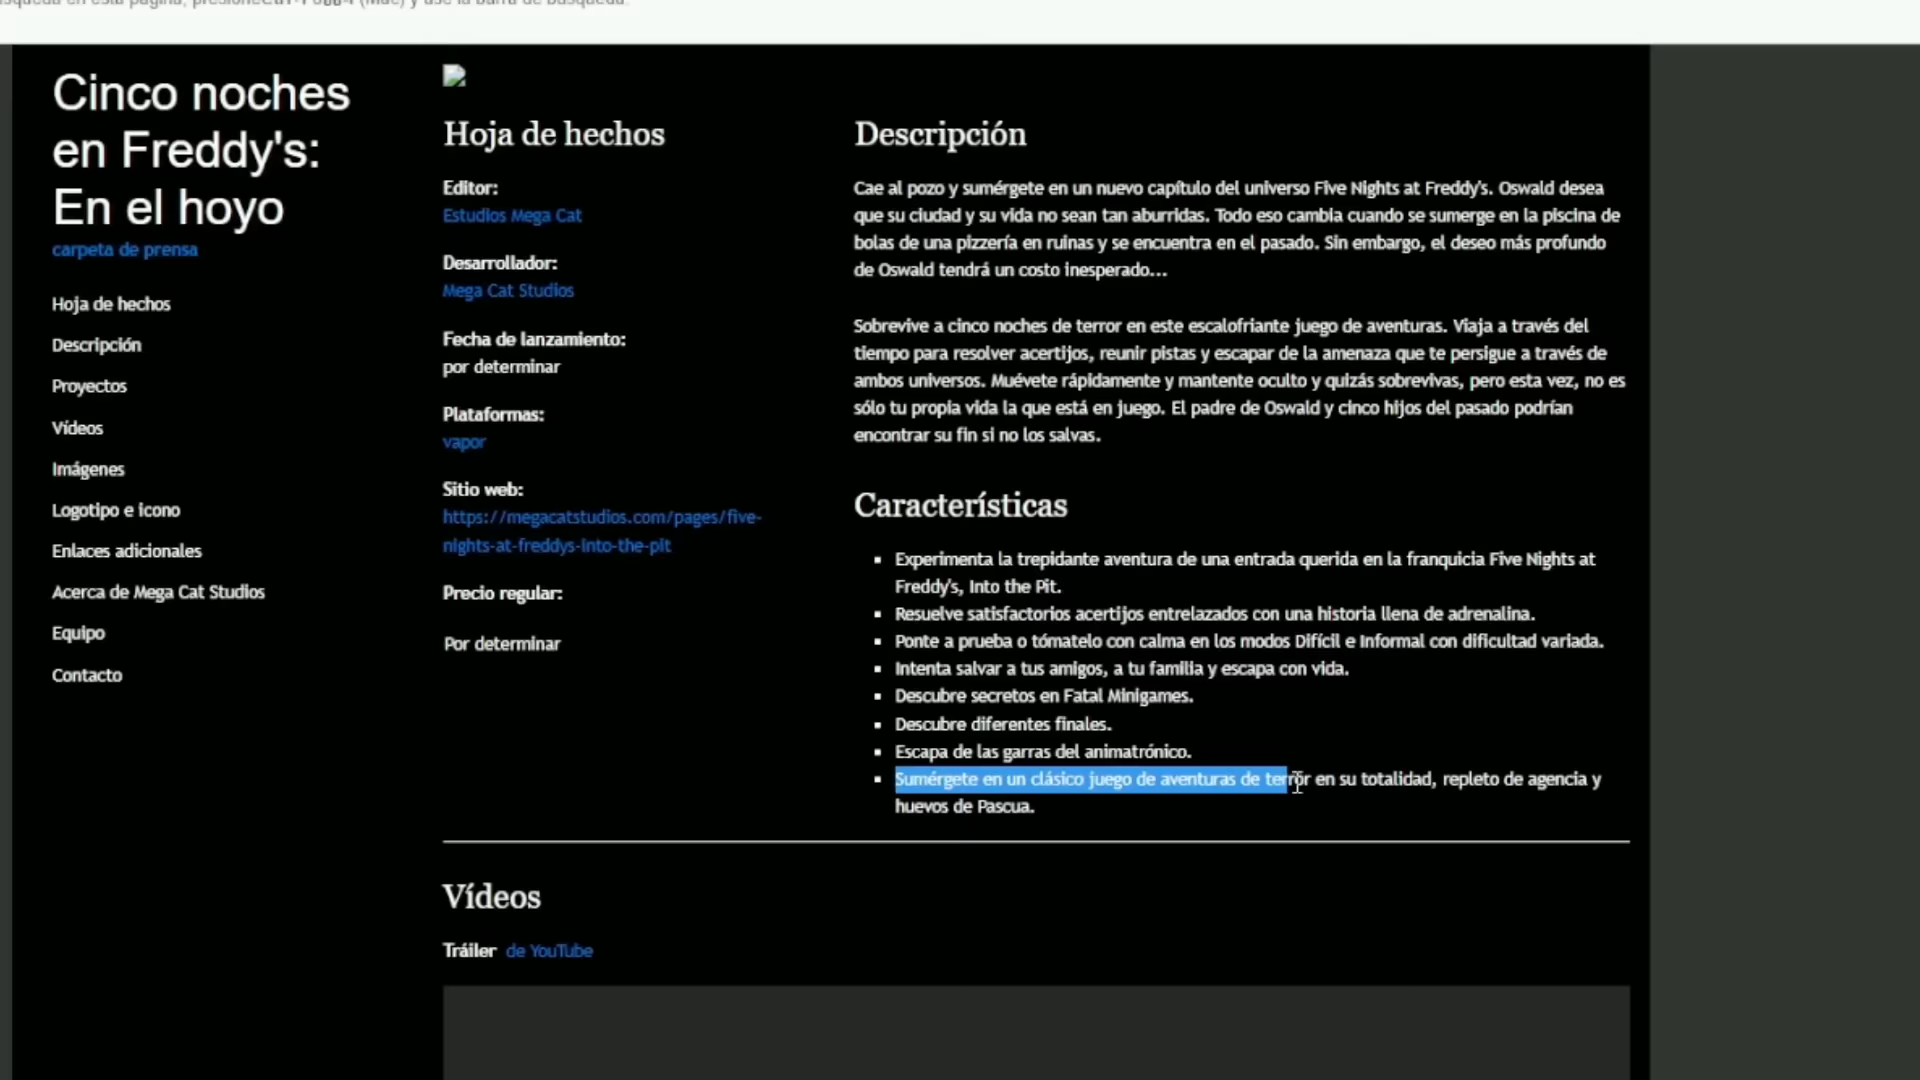 búsqueda en esta página, presione
(Mac) y use la barra de búsqueda.
Cinco noches
en Freddy's:
En el hoyo
carpeta de prensa
Hoja de hechos
Descripción
Proyectos
Vídeos
Imágenes
Logotipo e icono
Enlaces adicionales
Acerca de Mega Cat Studios
Equipo
Contacto
Hoja de hechos
Editor:
Estudios Mega Cat
Desarrollador:
Mega Cat Studios
Fecha de lanzamiento:
por determinar
Plataformas:
vapor
Sitio web:
https://megacatstudios.com/pages/five-
nights-at-freddys-into-the-pit
Precio regular:
Por determinar
Descripción
Cae al pozo y sumérgete en un nuevo capítulo del universo Five Nights at Freddy's. Oswald desea
que su ciudad y su vida no sean tan aburridas. Todo eso cambia cuando se sumerge en la piscina de
bolas de una pizzería en ruinas y se encuentra en el pasado. Sin embargo, el deseo más profundo
de Oswald tendrá un costo inesperado...
Sobrevive a cinco noches de terror en este escalofriante juego de aventuras. Viaja a través del
tiempo para resolver acertijos, reunir pistas y escapar de la amenaza que te persigue a través de
ambos universos. Muévete rápidamente y mantente oculto y quizás sobrevivas, pero esta vez, no es
sólo tu propia vida la que está en juego. El padre de Oswald y cinco hijos del pasado podrían
encontrar su fin si no los salvas.
Características
Experimenta la trepidante aventura de una entrada querida en la franquicia Five Nights at
Freddy's, Into the Pit.
Resuelve satisfactorios acertijos entrelazados con una historia llena de adrenalina.
Ponte a prueba o tómatelo con calma en los modos Difícil e Informal con dificultad variada.
Intenta salvar a tus amigos, a tu familia y escapa con vida.
Descubre secretos en Fatal Minigames.
Descubre diferentes finales.
Escapa de las garras del animatrónico.
Sumérgete en un clásico juego de aventuras de terror en su totalidad, repleto de agencia y
huevos de Pascua.
Vídeos
Tráiler de YouTube